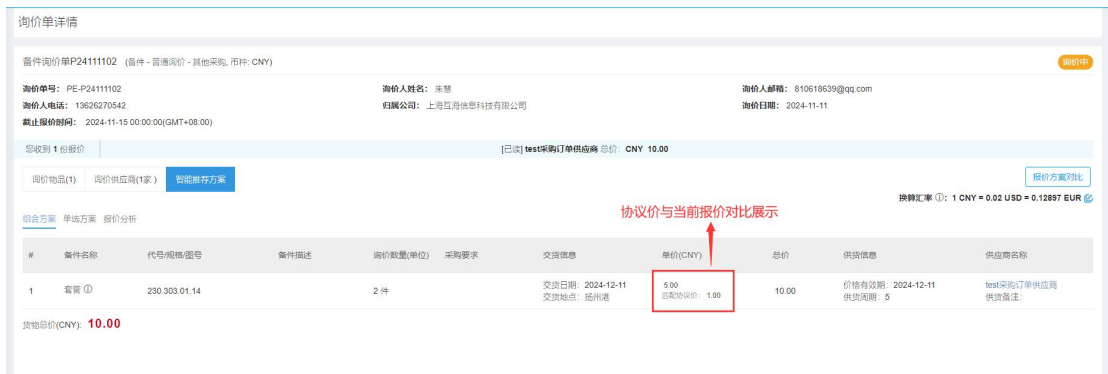 询价单详情
备件询价单P24111102 (备件 - 普通询价 - 其他采购, 币种: CNY) 询价中
询价单号： PE-P24111102 询价人姓名： 朱慧 询价人邮箱： 810618639@qq.com
询价人电话： 13626270542 归属公司： 上海互海信息科技有限公司 询价日期： 2024-11-11
截止报价时间： 2024-11-15 00:00:00(GMT+08:00)
您收到 1 份报价 [已读] test采购订单供应商 总价： CNY 10.00
询价物品(1) 询价供应商(1家 ) 智能推荐方案 报价方案对比
换算汇率 ： 1 CNY = 0.02 USD = 0.12897 EUR
组合方案 单选方案 报价分析
协议价与当前报价对比展示
# 备件名称 代号/规格/图号 备件描述 询价数量(单位) 采购要求 交货信息 单价(CNY) 总价 供货信息 供应商名称
1 套管 230.303.01.14 2 件 交货日期： 2024-12-11 5.00 10.00 价格有效期： 2024-12-11 test采购订单供应商
交货地点： 扬州港 匹配协议价： 1.00 供货周期： 5 供货备注：
货物总价(CNY): 10.00